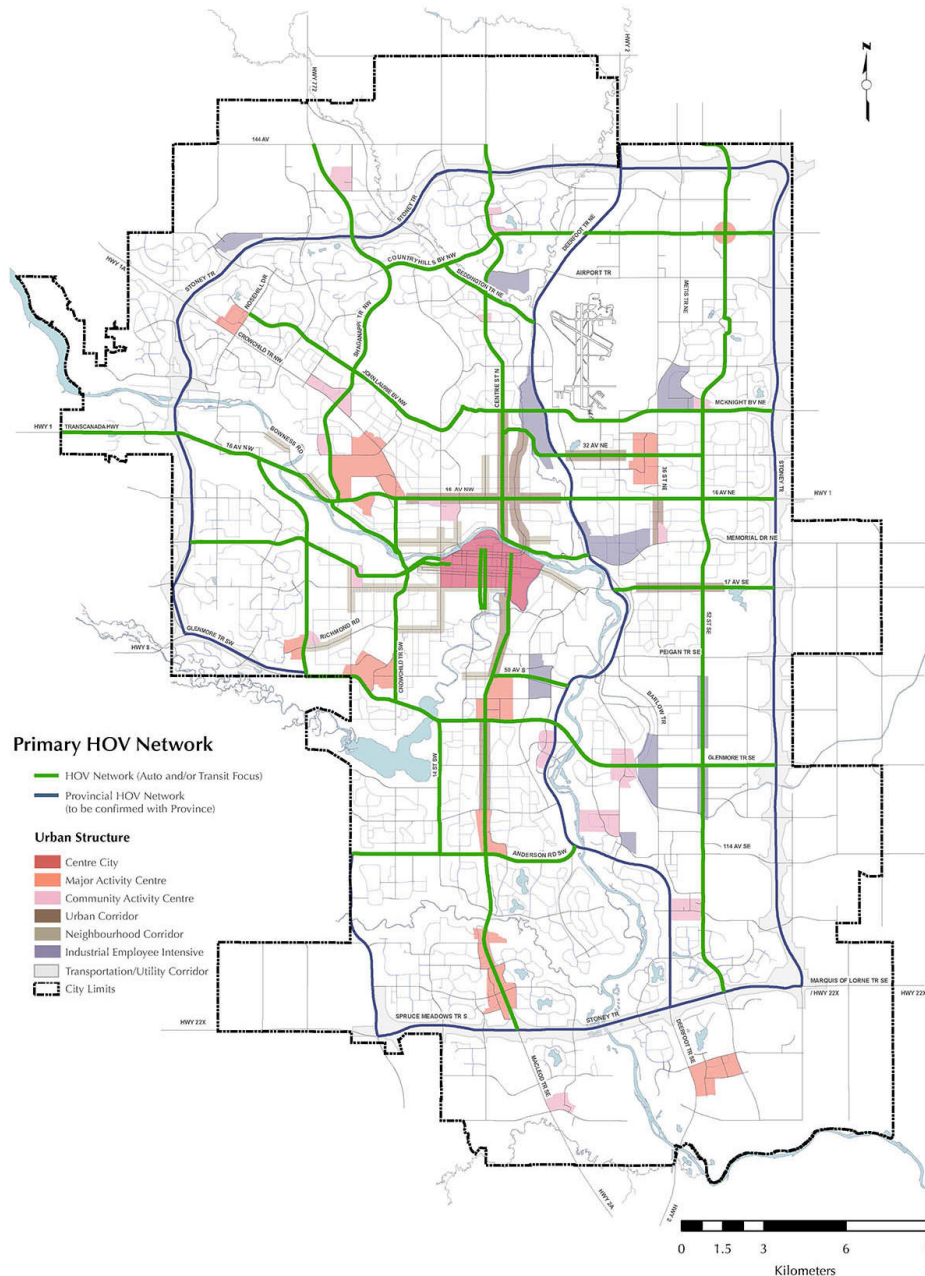 HWY 772
HWY 2
N
144 AV
STONEY TR
DEERFOOT TR NE
HWY 1A
COUNTRYHILLS BV NW
BEDDINGTON TR NE
AIRPORT TR
STONEY TR
ROSEHILL DR
METIS TR NE
SHAGANAPPI TR NW
CROWCHILD TR NW
JOHN LAURIE BV NW
CENTRE ST N
MCKNIGHT BV NE
HWY 1
TRANSCANADA HWY
BOWNESS RD
16 AV NW
32 AV NE
36 ST NE
STONEY TR
16 AV NW
16 AV NE
HWY 1
MEMORIAL DR NE
17 AV SE
52 ST SE
GLENMORE TR SW
RICHMOND RD
HWY 8
CROWCHILD TR SW
PEIGAN TR SE
50 AV S
BARLOW TR
14 ST SW
GLENMORE TR SE
114 AV SE
ANDERSON RD SW
MARQUIS OF LORNE TR SE
/ HWY 22X
HWY 22X
SPRUCE MEADOWS TR S
STONEY TR
HWY 22X
DEERFOOT TR SE
MACLEOD TR SE
HWY 2A
HWY 2
Primary HOV Network
HOV Network (Auto and/or Transit Focus)
Provincial HOV Network
(to be confirmed with Province)
Urban Structure
Centre City
Major Activity Centre
Community Activity Centre
Urban Corridor
Neighbourhood Corridor
Industrial Employee Intensive
Transportation/Utility Corridor
City Limits
0 1.5 3 6
Kilometers